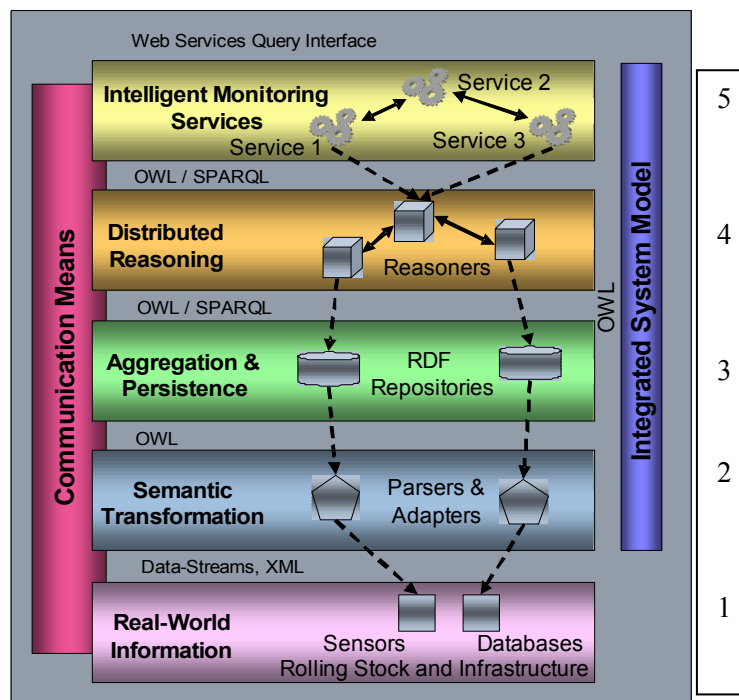 Web Services Query Interface
Intelligent Monitoring
Services
Service 1
Service 2
Service 3
5
OWL / SPARQL
Distributed
Reasoning
Reasoners
4
OWL / SPARQL
Aggregation &
Persistence
RDF
Repositories
3
OWL
Semantic
Transformation
Parsers &
Adapters
2
Data-Streams, XML
Real-World
Information
Sensors
Databases
Rolling Stock and Infrastructure
1
Communication Means
OWL
Integrated System Model